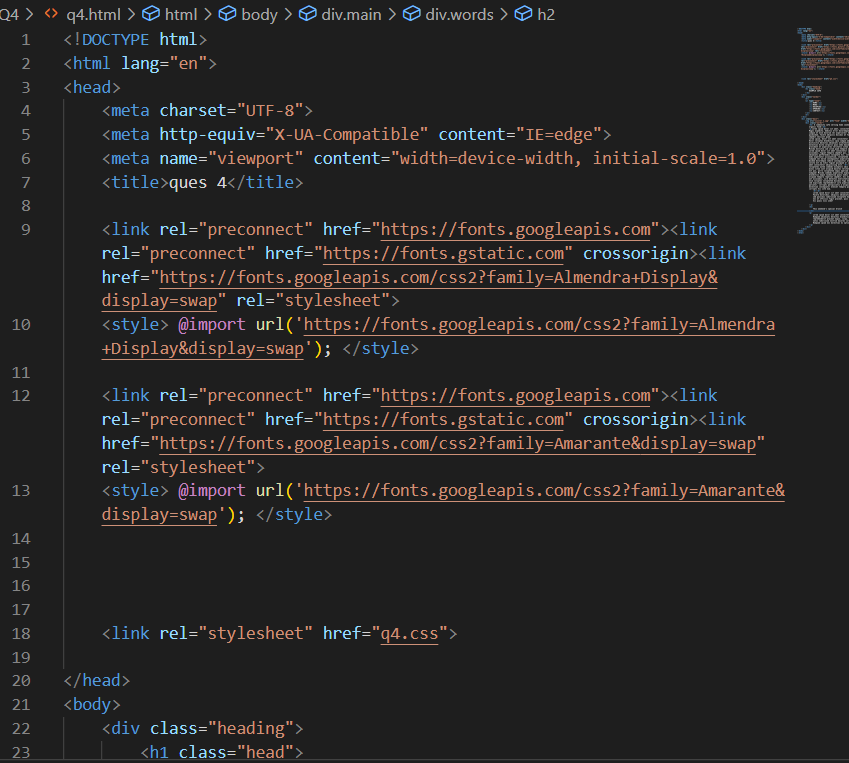 Q4 > <> q4.html > html > body > div.main > div.words > h2
1 <!DOCTYPE html>
2 <html lang="en">
3 <head>
4 <meta charset="UTF-8">
5 <meta http-equiv="X-UA-Compatible" content="IE=edge">
6 <meta name="viewport" content="width=device-width, initial-scale=1.0">
7 <title>ques 4</title>
8
9 <link rel="preconnect" href="https://fonts.googleapis.com"><link
rel="preconnect" href="https://fonts.gstatic.com" crossorigin><link
href="https://fonts.googleapis.com/css2?family=Almendra+Display&
display=swap" rel="stylesheet">
10 <style> @import url('https://fonts.googleapis.com/css2?family=Almendra
+Display&display=swap'); </style>
11
12 <link rel="preconnect" href="https://fonts.googleapis.com"><link
rel="preconnect" href="https://fonts.gstatic.com" crossorigin><link
href="https://fonts.googleapis.com/css2?family=Amarante&display=swap"
rel="stylesheet">
13 <style> @import url('https://fonts.googleapis.com/css2?family=Amarante&
display=swap'); </style>
14
15
16
17
18 <link rel="stylesheet" href="q4.css">
19
20 </head>
21 <body>
22 <div class="heading">
23 <h1 class="head">